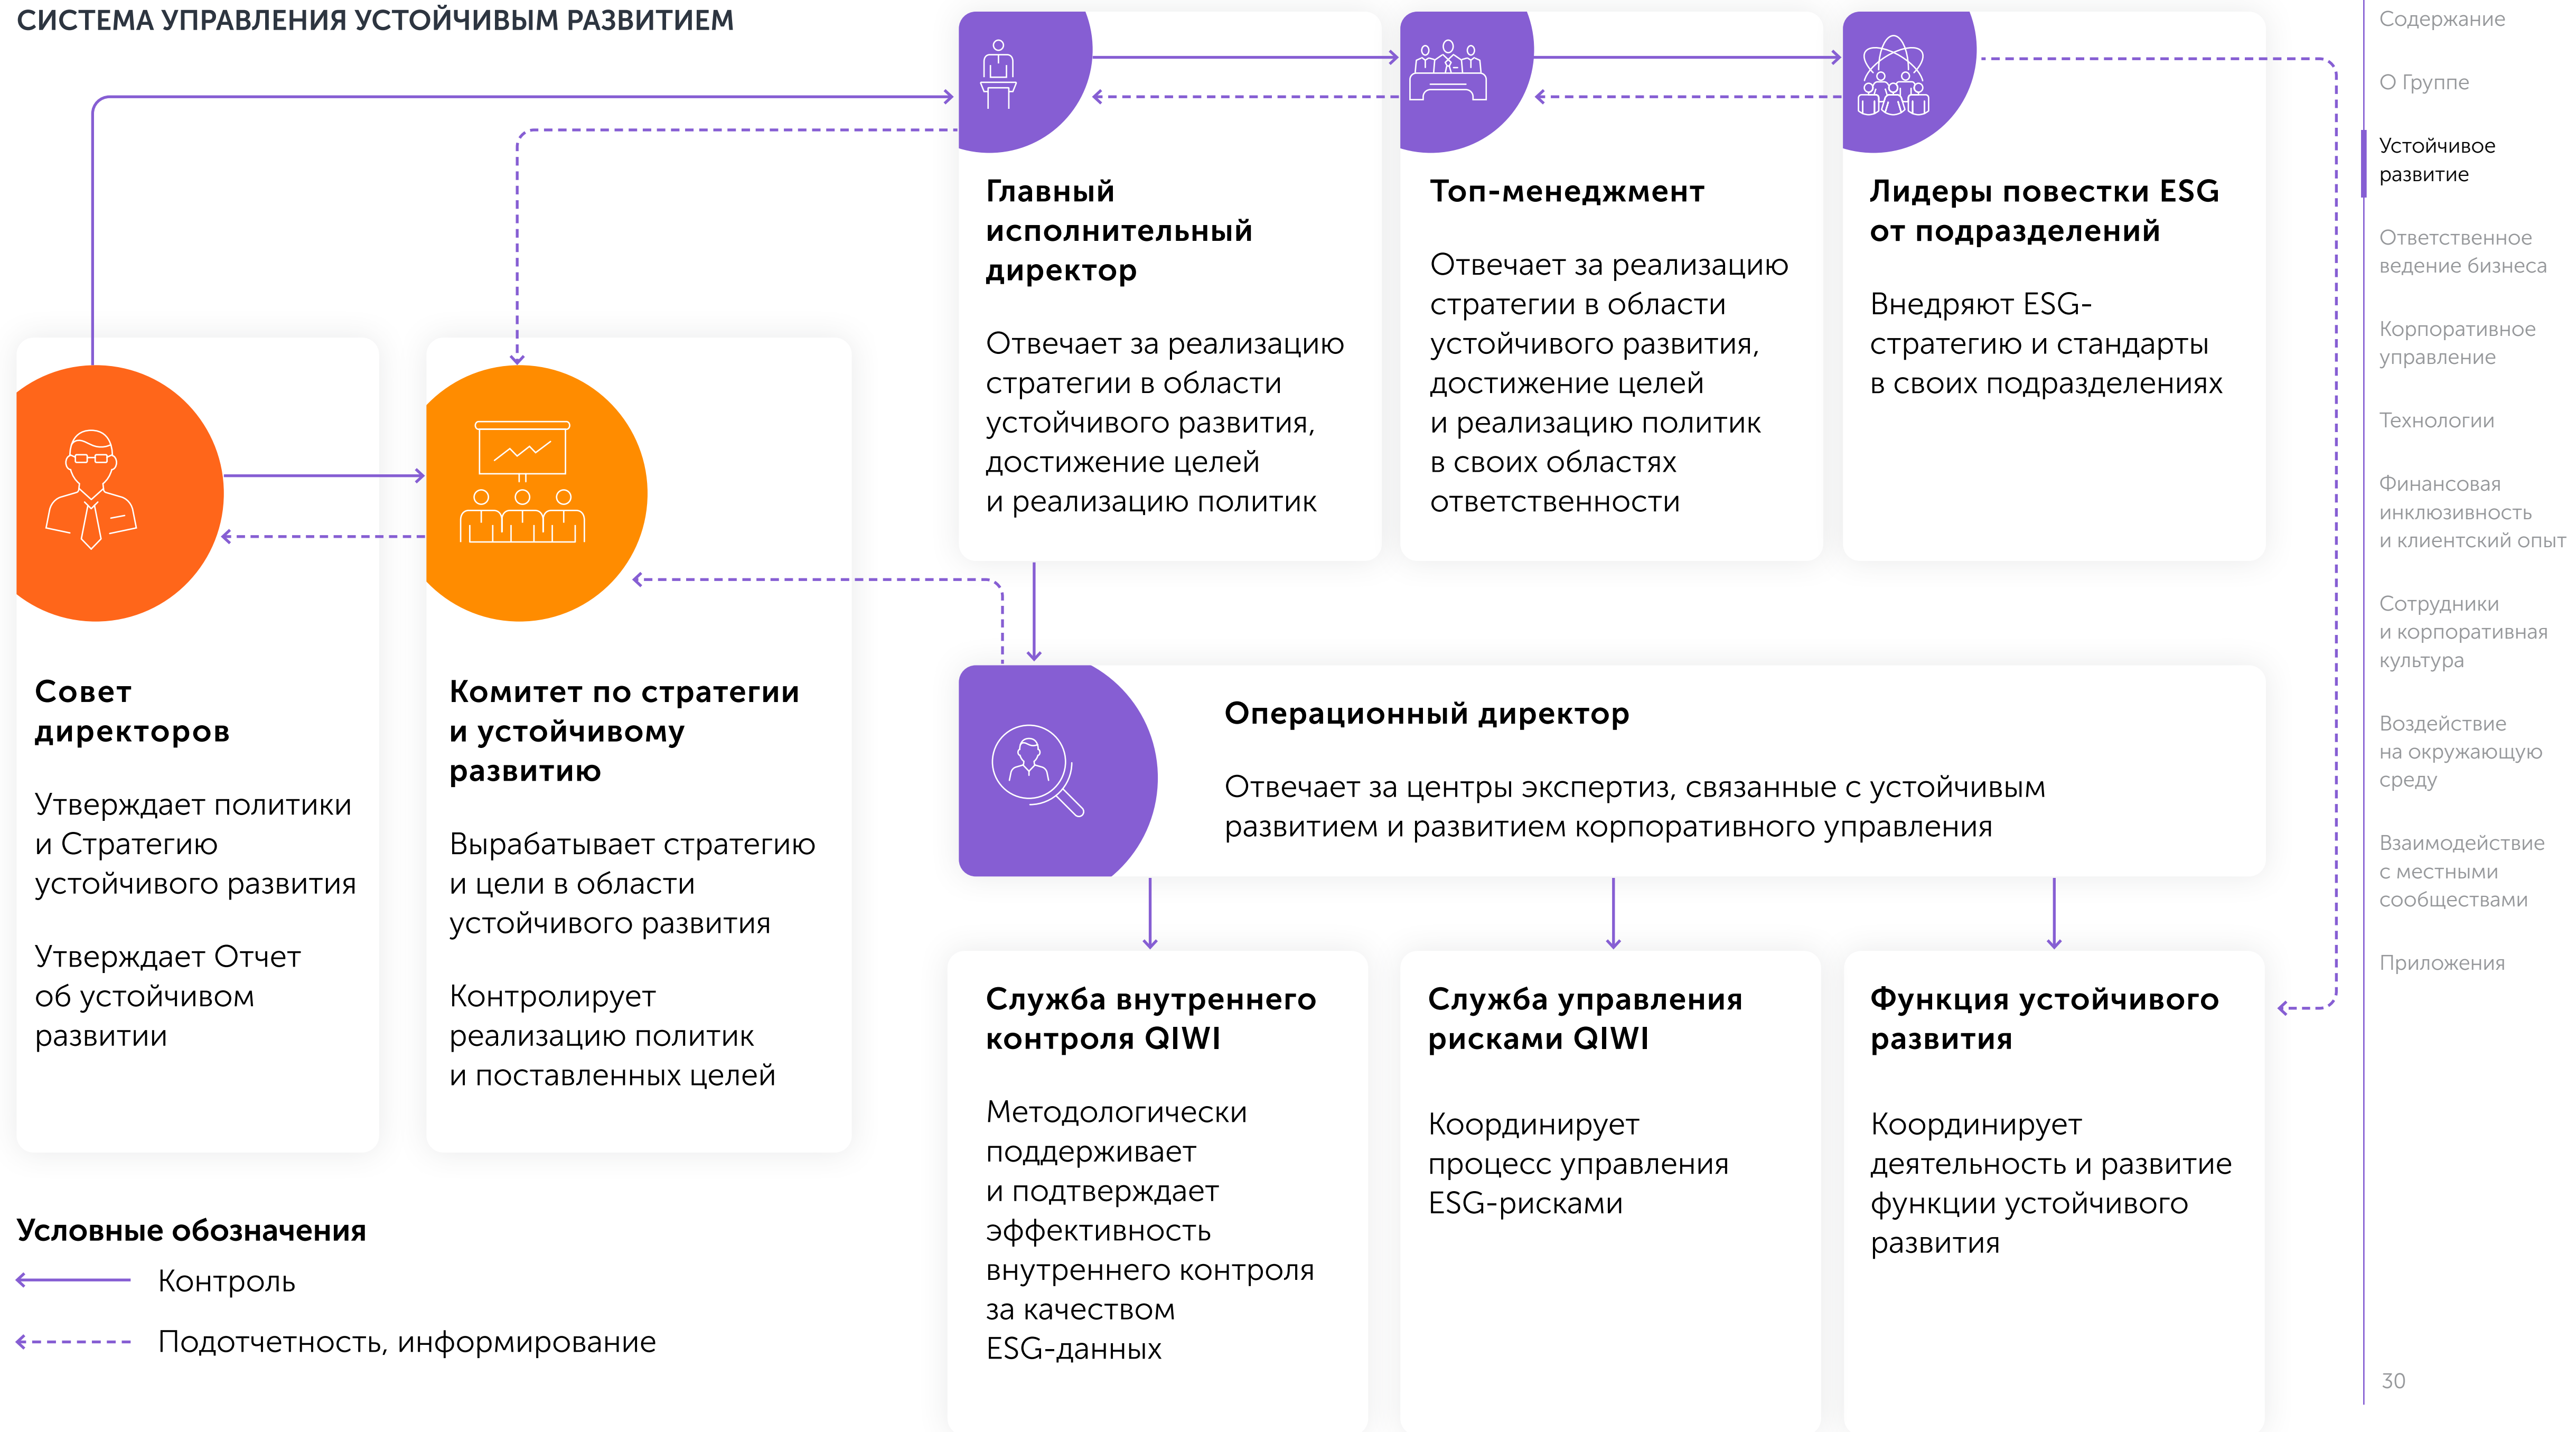 СИСТЕМА УПРАВЛЕНИЯ УСТОЙЧИВЫМ РАЗВИТИЕМ
Главный
исполнительный
директор
Отвечает за реализацию
стратегии в области
устойчивого развития,
достижение целей
и реализацию политик
Топ-менеджмент
Отвечает за реализацию
стратегии в области
устойчивого развития,
достижение целей
и реализацию политик
в своих областях
ответственности
Лидеры повестки ESG
от подразделений
Внедряют ESG-
стратегию и стандарты
в своих подразделениях
Совет
директоров
Утверждает политики
и Стратегию
устойчивого развития
Утверждает Отчет
об устойчивом
развитии
Комитет по стратегии
и устойчивому
развитию
Вырабатывает стратегию
и цели в области
устойчивого развития
Контролирует
реализацию политик
и поставленных целей
Операционный директор
Отвечает за центры экспертиз, связанные с устойчивым
развитием и развитием корпоративного управления
Служба внутреннего
контроля QIWI
Методологически
поддерживает
и подтверждает
эффективность
внутреннего контроля
за качеством
ESG-данных
Служба управления
рисками QIWI
Координирует
процесс управления
ESG-рисками
Функция устойчивого
развития
Координирует
деятельность и развитие
функции устойчивого
развития
Условные обозначения
Контроль
Подотчетность, информирование
Содержание
О Группе
Устойчивое
развитие
Ответственное
ведение бизнеса
Корпоративное
управление
Технологии
Финансовая
инклюзивность
и клиентский опыт
Сотрудники
и корпоративная
культура
Воздействие
на окружающую
среду
Взаимодействие
с местными
сообществами
Приложения
30